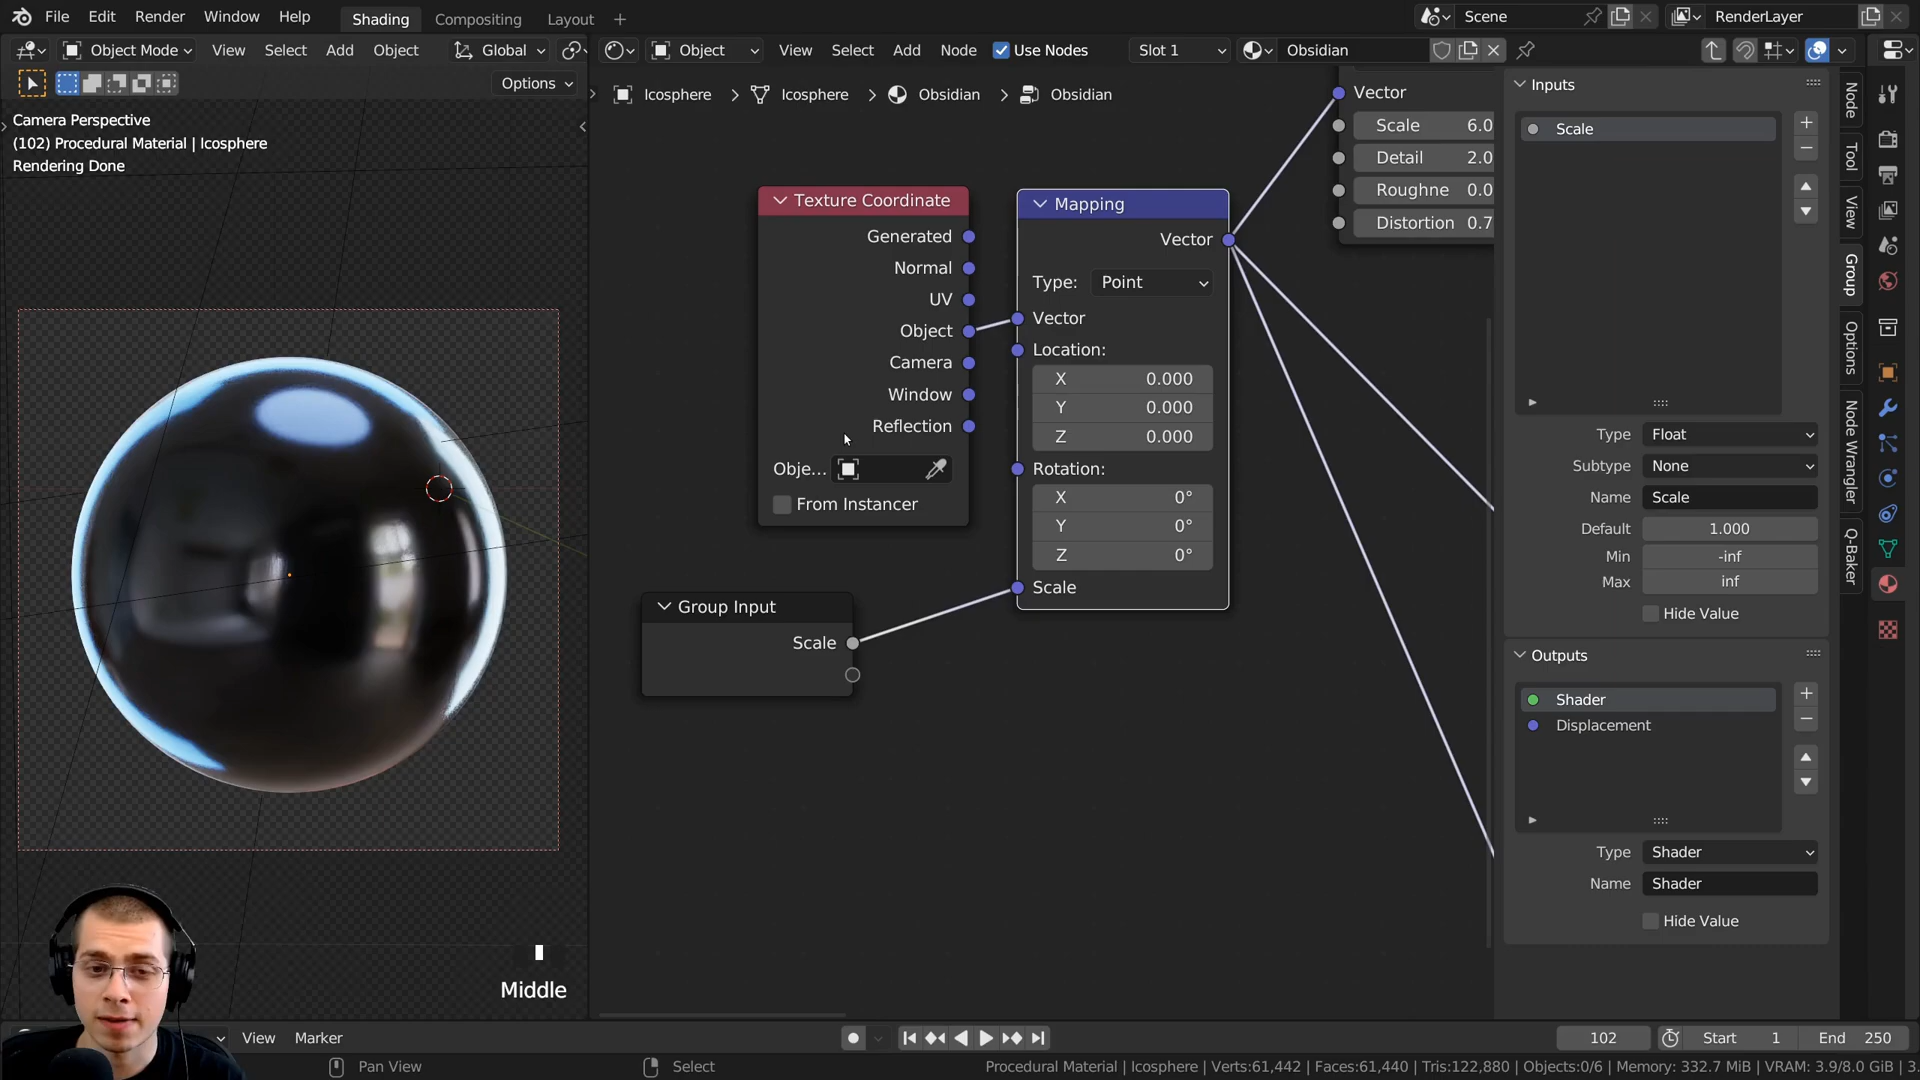 File Edit Render Window Help Shading Compositing Layout Scene RenderLayer
Object Mode View Select Add Object Global Object View Select Add Node Use Nodes Slot 1 Obsidian
Options
Icosphere Icosphere Obsidian Obsidian
Camera Perspective
(102) Procedural Material | Icosphere
Rendering Done
Texture Coordinate
Generated
Normal
UV
Object
Camera
Window
Reflection
Obje...
From Instancer
Mapping
Vector
Type: Point
Vector
Location:
X 0.000
Y 0.000
Z 0.000
Rotation:
X 0°
Y 0°
Z 0°
Scale
Group Input
Scale
Vector
Scale 6.0
Detail 2.0
Roughne 0.0
Distortion 0.7
Inputs
Scale
Type Float
Subtype None
Name Scale
Default 1.000
Min -inf
Max inf
Hide Value
Outputs
Shader
Displacement
Type Shader
Name Shader
Hide Value
Node
Tool
View
Group
Options
Node Wrangler
Q-Baker
Middle
View Marker 102 Start 1 End 250
Pan View Select Procedural Material | Icosphere | Verts:61,442 | Faces:61,440 | Tris:122,880 | Objects:0/6 | Memory: 332.7 MiB | VRAM: 3.9/8.0 GiB | 3.